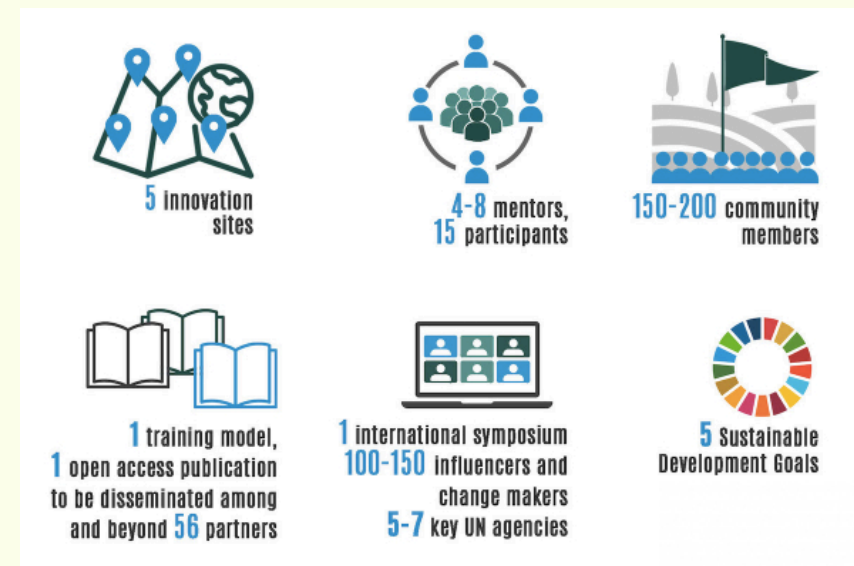 5 innovation
sites
4-8 mentors,
15 participants
150-200 community
members
1 training model,
1 open access publication
to be disseminated among
and beyond 56 partners
1 international symposium
100-150 influencers and
change makers
5-7 key UN agencies
5 Sustainable
Development Goals